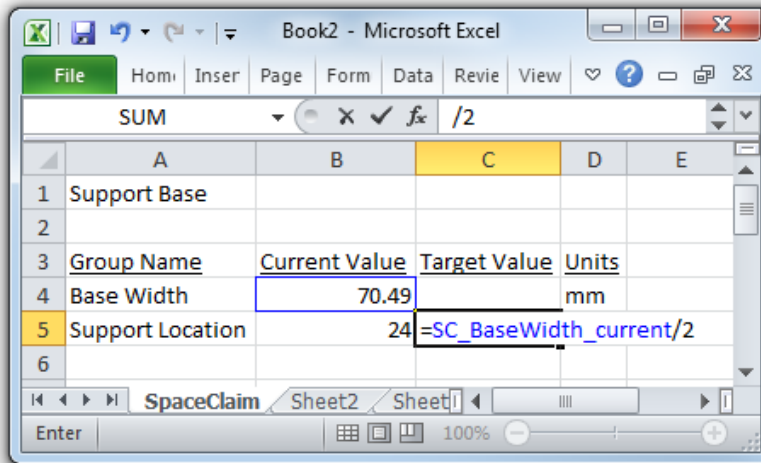 Book2 - Microsoft Excel
File Hom Inser Page Form Data Revie View
SUM fx /2
A B C D E
1 Support Base
2
3 Group Name Current Value Target Value Units
4 Base Width 70.49 mm
5 Support Location 24 =SC_BaseWidth_current/2
6
SpaceClaim Sheet2 Sheet
Enter 100%